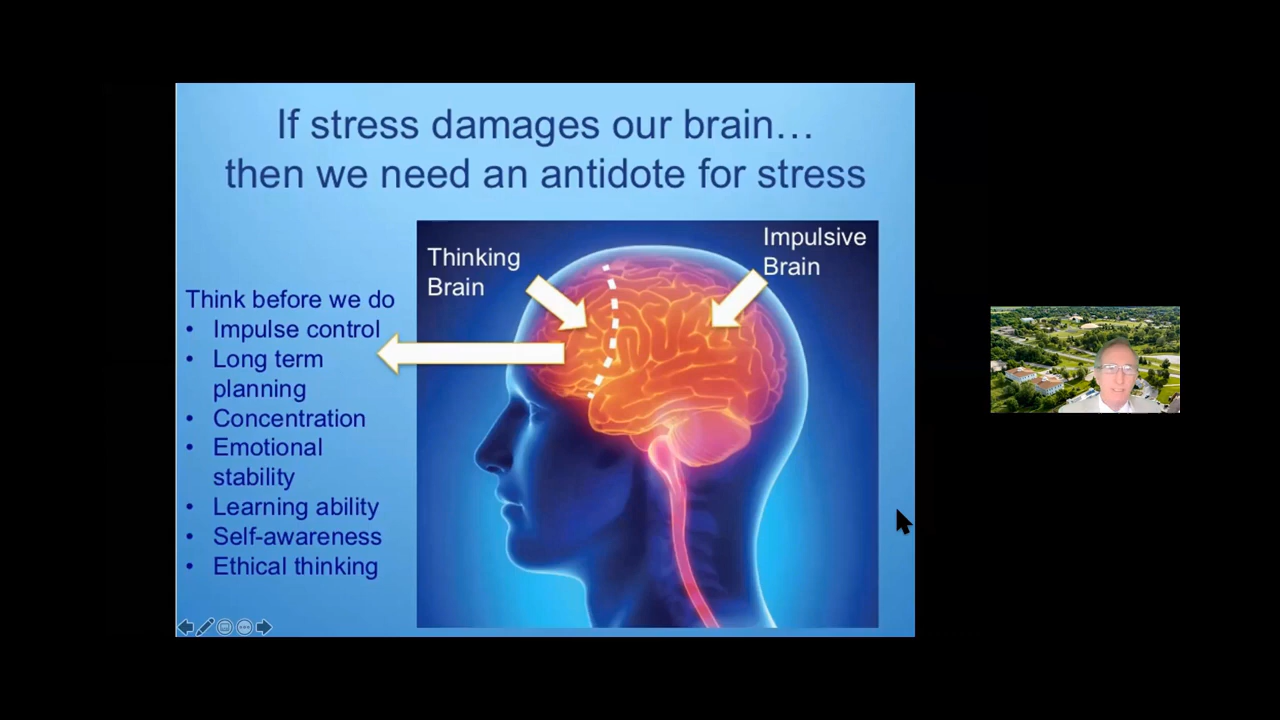 If stress damages our brain…
then we need an antidote for stress
Thinking
Brain
Impulsive
Brain
Think before we do
• Impulse control
• Long term
planning
• Concentration
• Emotional
stability
• Learning ability
• Self-awareness
• Ethical thinking